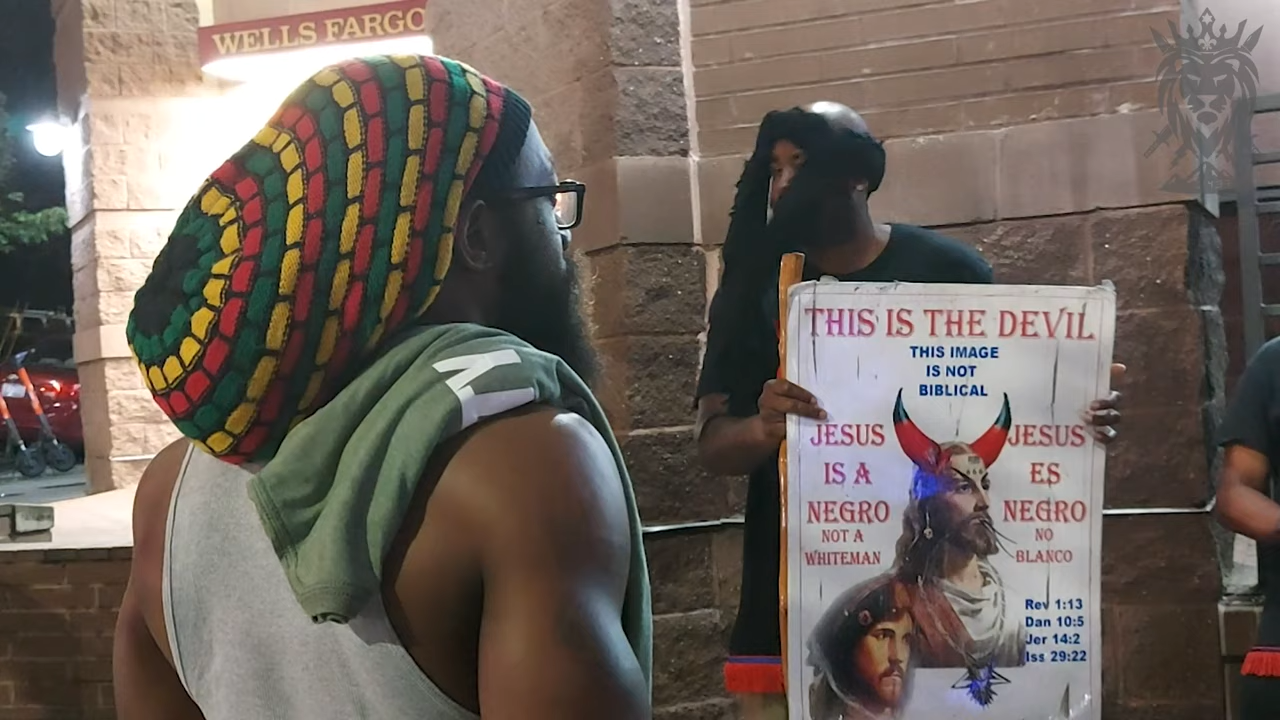 WELLS FARGO
THIS IS THE DEVIL
THIS IMAGE
IS NOT
BIBLICAL
JESUS
IS A
NEGRO
NOT A
WHITEMAN
JESUS
ES
NEGRO
NO
BLANCO
Rev 1:13
Dan 10:5
Jer 14:2
Iss 29:22